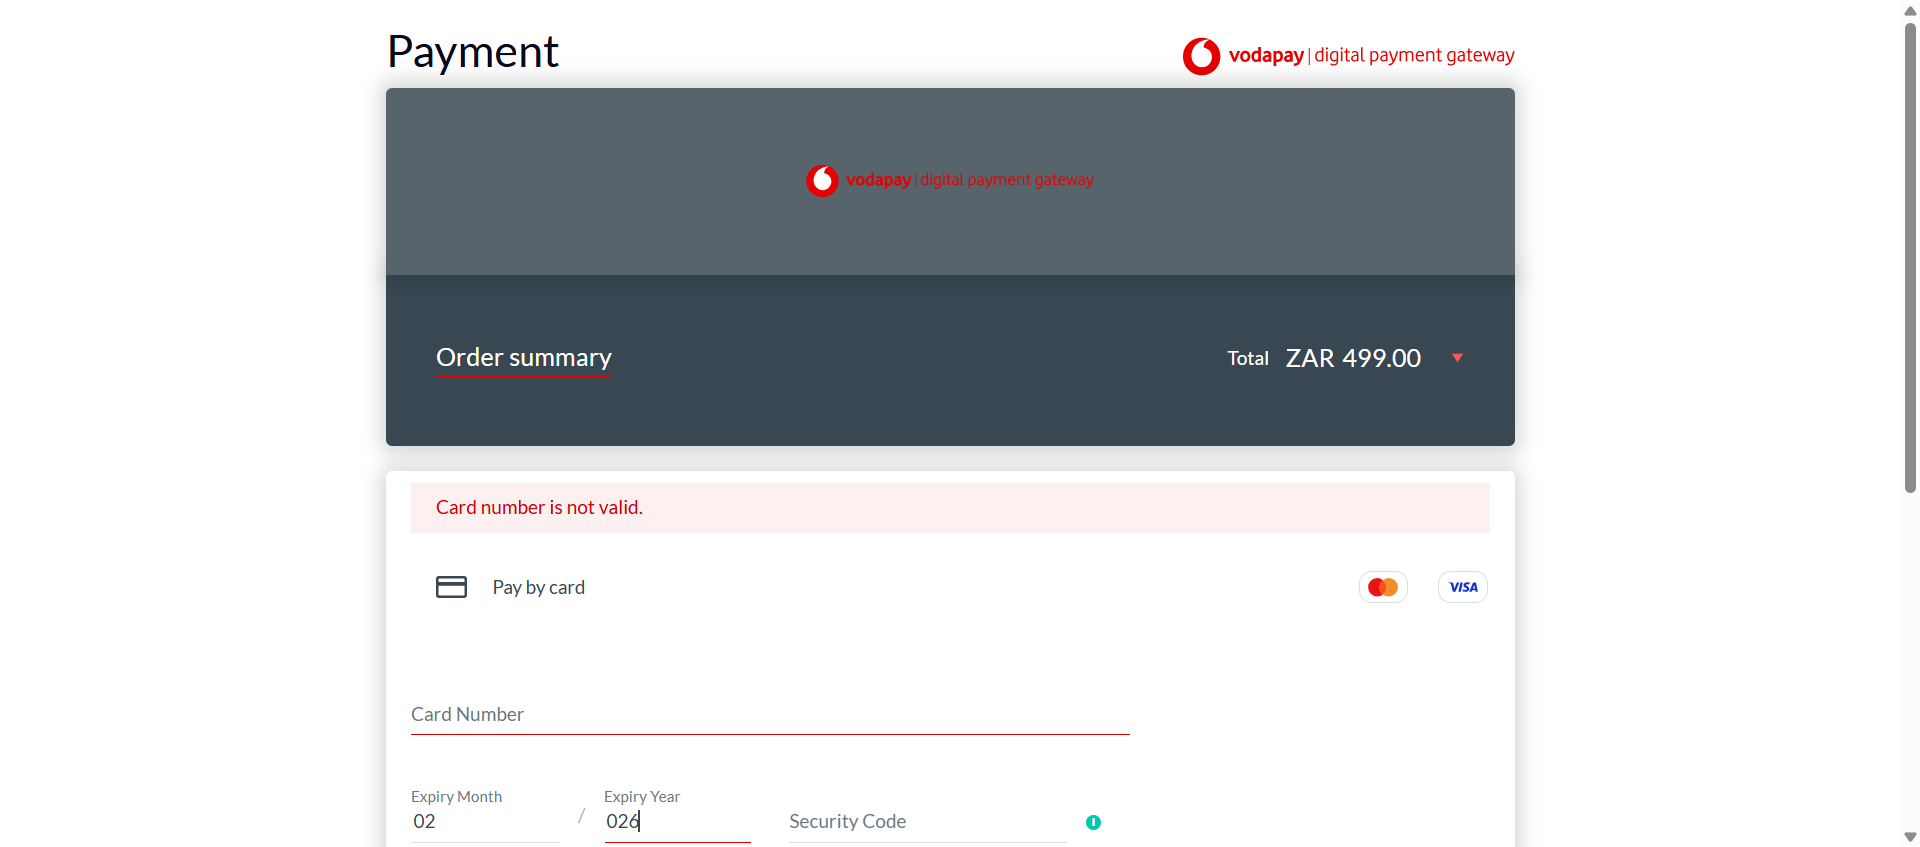 Payment
vodapay | digital payment gateway
vodapay | digital payment gateway
Order summary
Total ZAR 499.00
Card number is not valid.
Pay by card
VISA
Card Number
Expiry Month
Expiry Year
02 / 026
Security Code